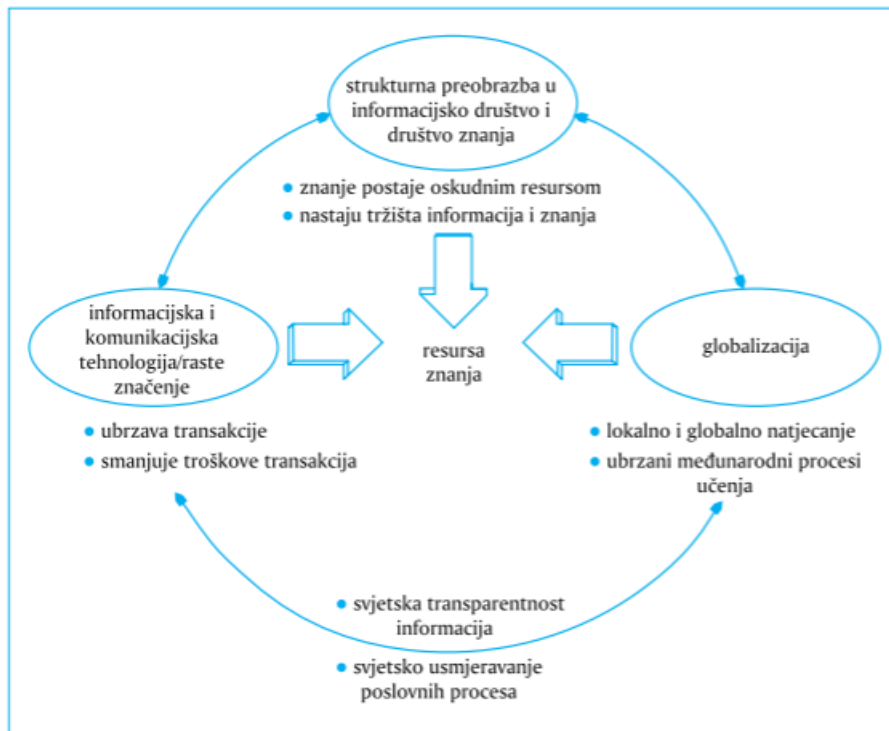 strukturna preobrazba u
informacijsko društvo i
društvo znanja
• znanje postaje oskudnim resursom
• nastaju tržišta informacija i znanja
informacijska i
komunikacijska
tehnologija/raste
značenje
resursa
znanja
globalizacija
• ubrzava transakcije
• smanjuje troškove transakcija
• lokalno i globalno natjecanje
• ubrzani međunarodni procesi
učenja
• svjetska transparentnost
informacija
• svjetsko usmjeravanje
poslovnih procesa